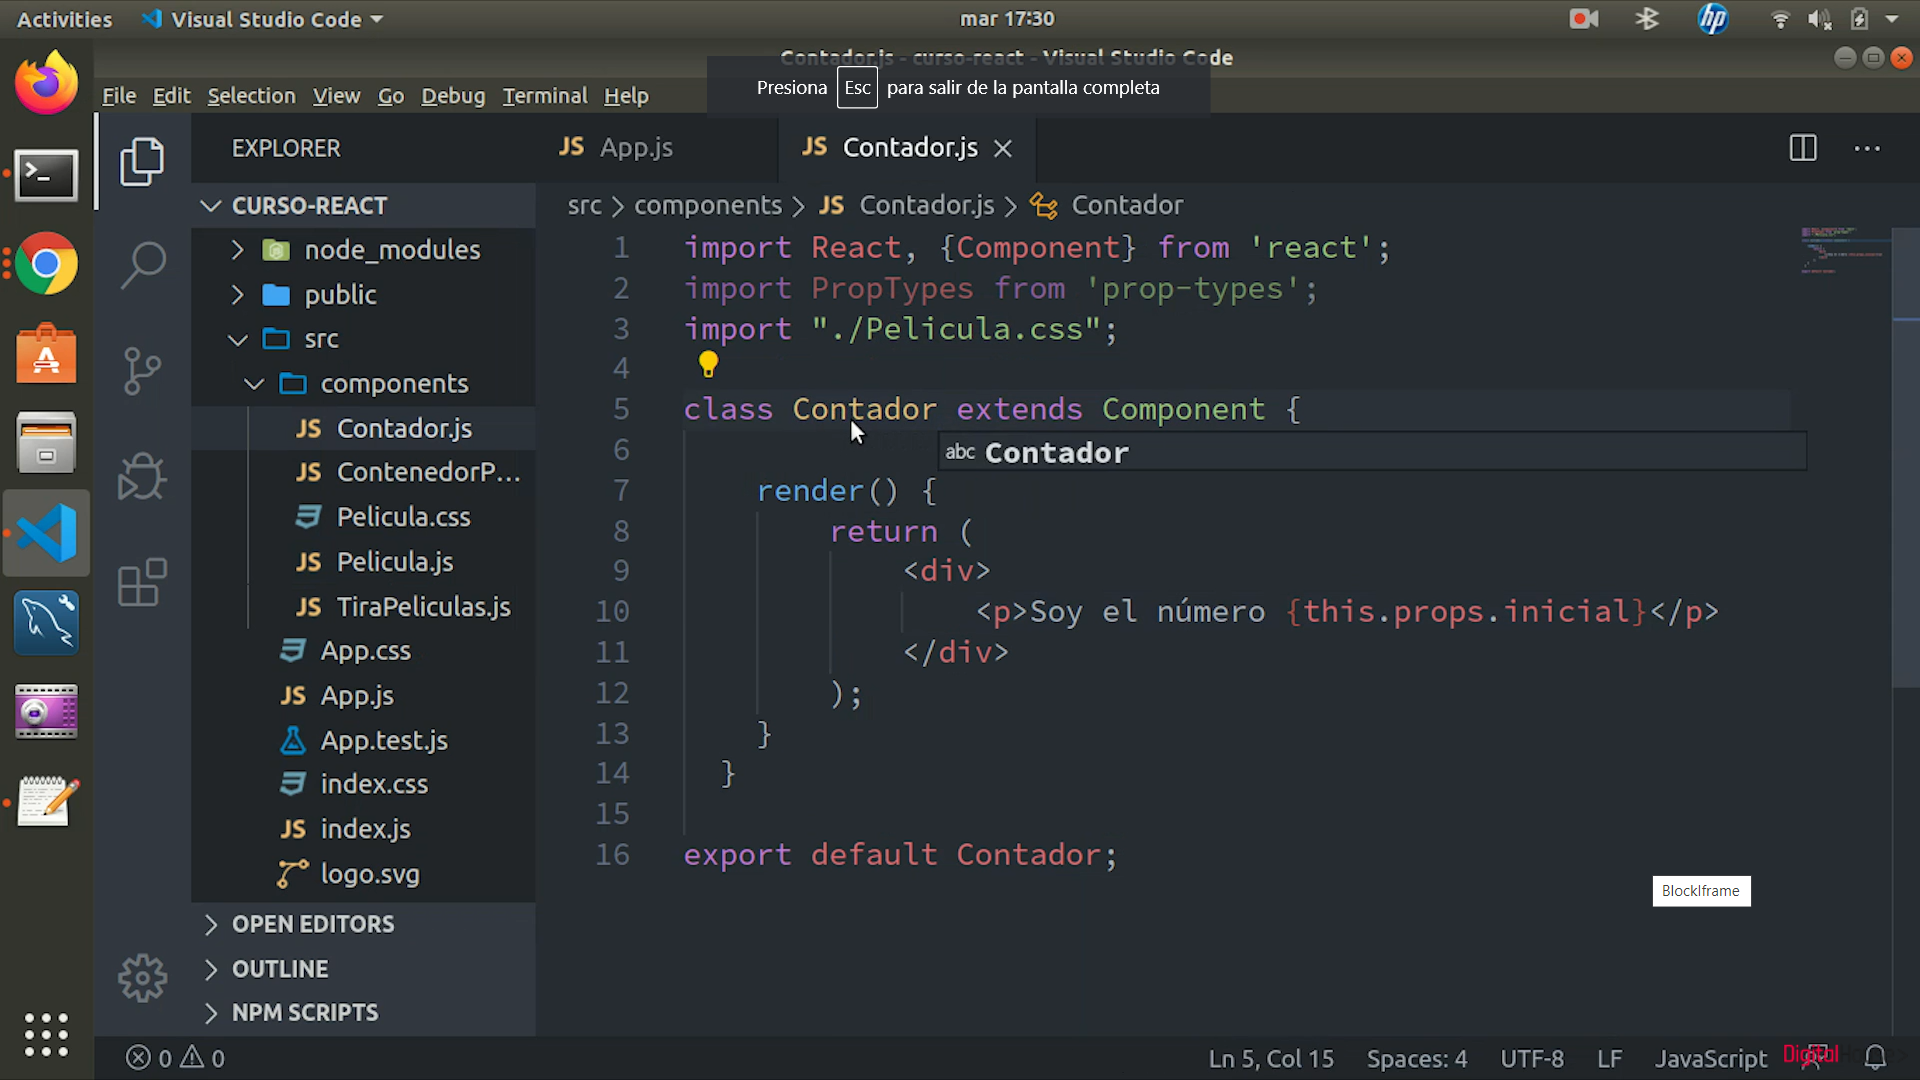 Activities
Visual Studio Code
mar 17:30
hp
Contador.js - curso-react - Visual Studio Code
Presiona Esc para salir de la pantalla completa
File Edit Selection View Go Debug Terminal Help
EXPLORER
JS App.js
JS Contador.js
CURSO-REACT
src > components > JS Contador.js > Contador
node_modules
public
src
components
JS Contador.js
JS ContenedorP...
Pelicula.css
JS Pelicula.js
JS TiraPeliculas.js
App.css
JS App.js
App.test.js
index.css
JS index.js
logo.svg
OPEN EDITORS
OUTLINE
NPM SCRIPTS
1 import React, {Component} from 'react';
2 import PropTypes from 'prop-types';
3 import "./Pelicula.css";
4
5 class Contador extends Component {
6
abc Contador
7 render() {
8 return (
9 <div>
10 <p>Soy el número {this.props.inicial}</p>
11 </div>
12 );
13 }
14 }
15
16 export default Contador;
BlockIframe
0 0
Ln 5, Col 15 Spaces: 4 UTF-8 LF JavaScript
Digital